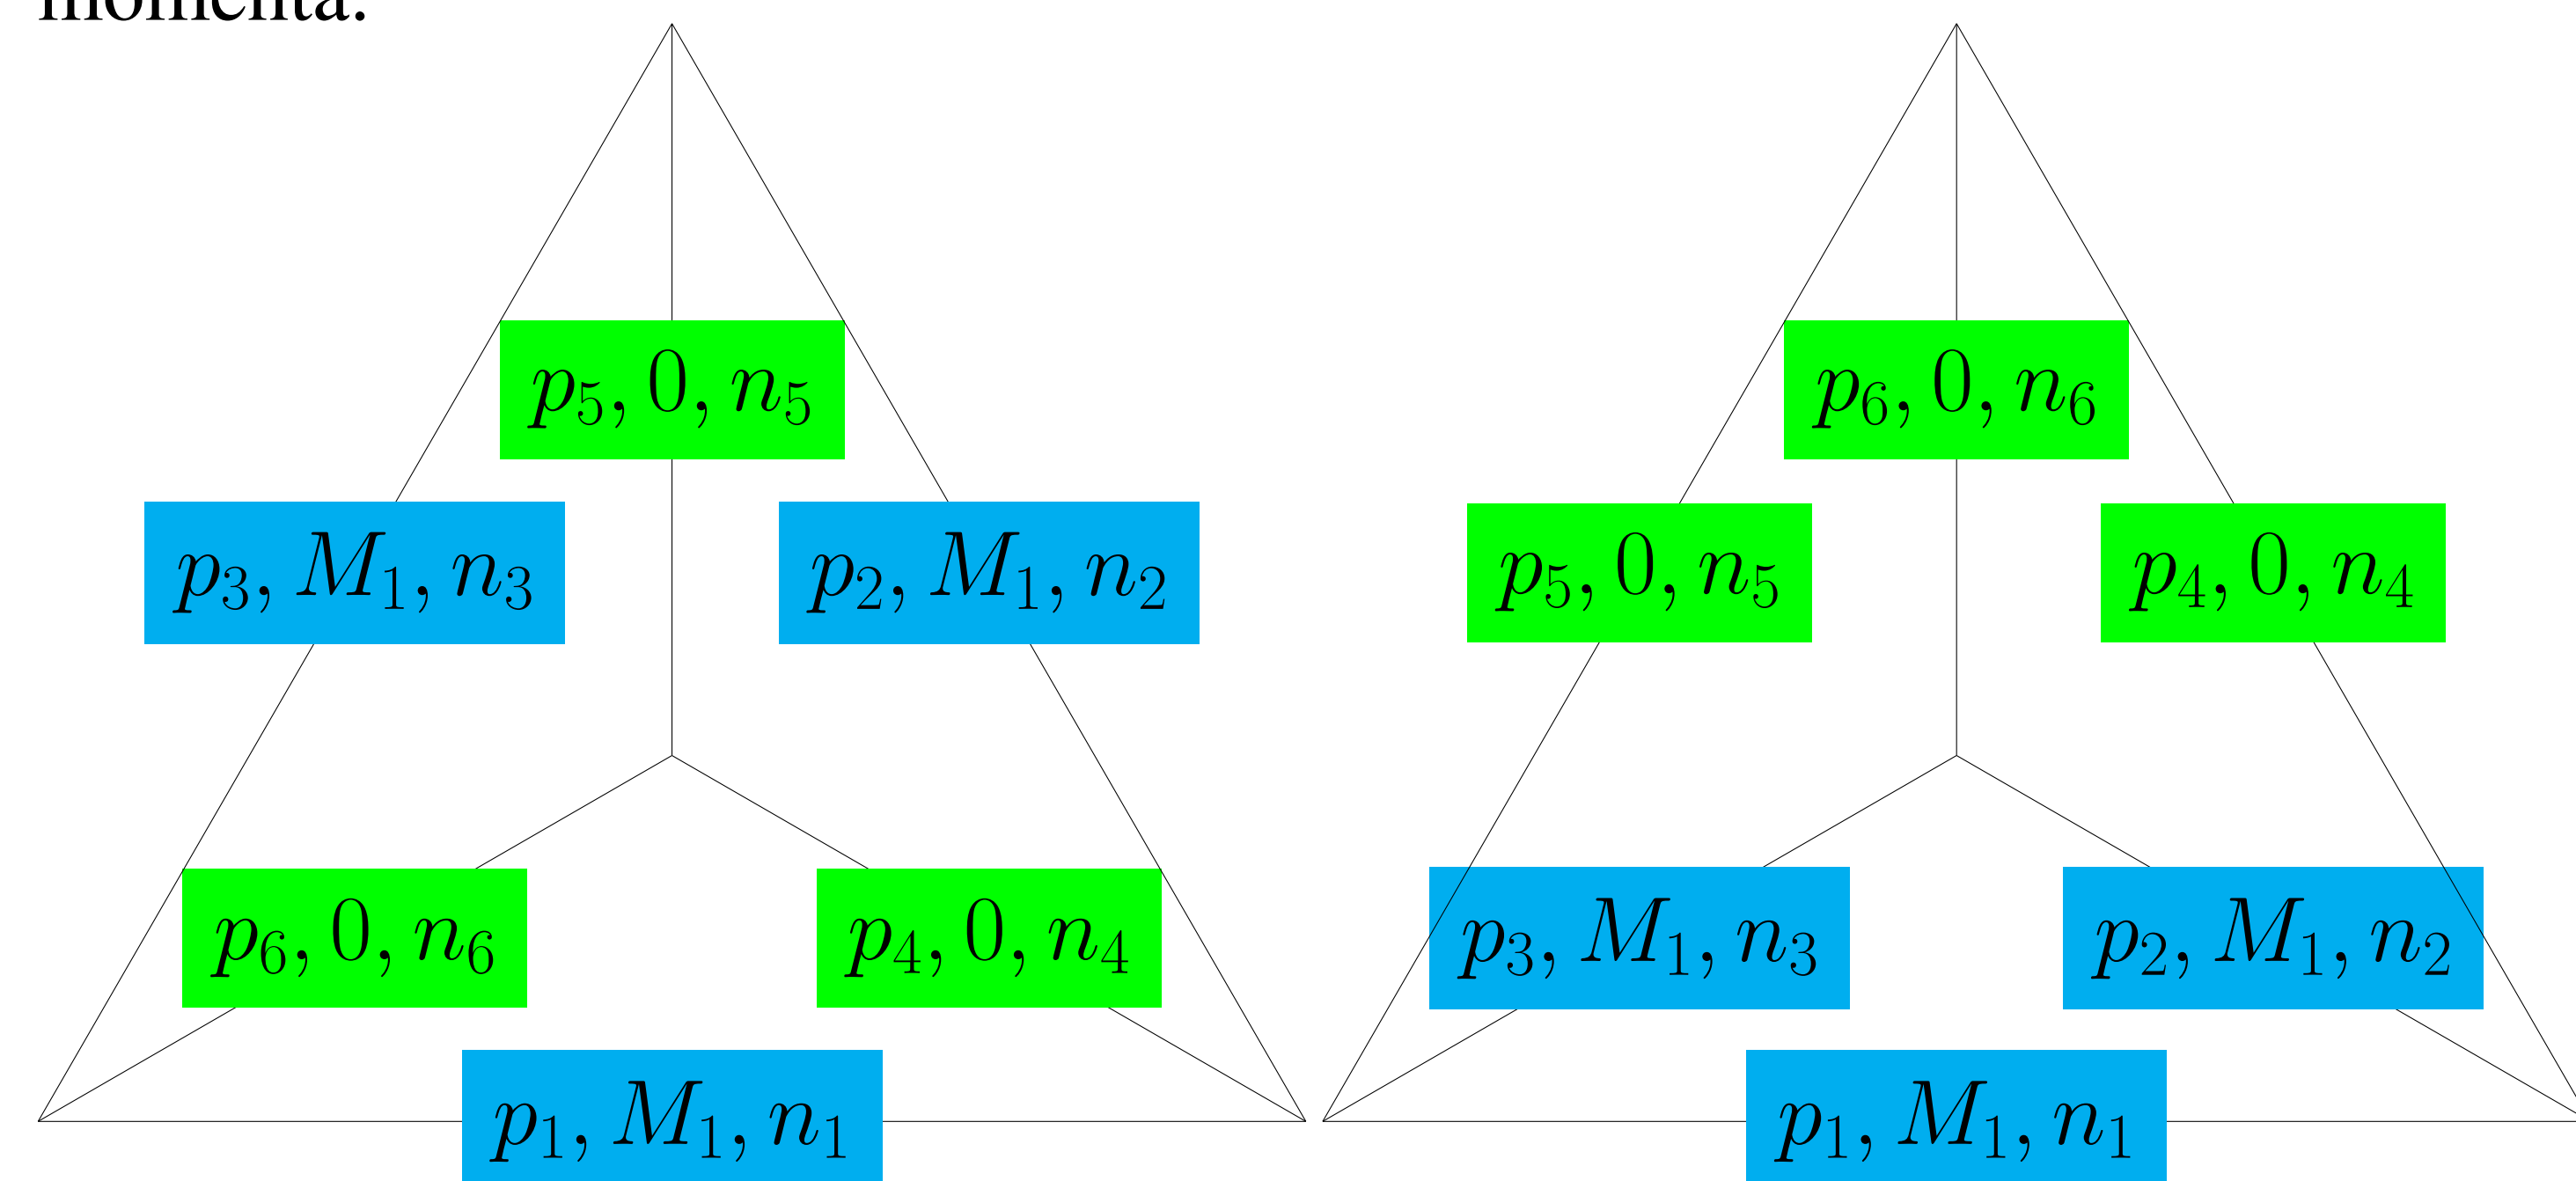 momenta.
p₅, 0, n₅
p₆, 0, n₆
p₃, M₁, n₃
p₂, M₁, n₂
p₅, 0, n₅
p₄, 0, n₄
p₆, 0, n₆
p₄, 0, n₄
p₃, M₁, n₃
p₂, M₁, n₂
p₁, M₁, n₁
p₁, M₁, n₁